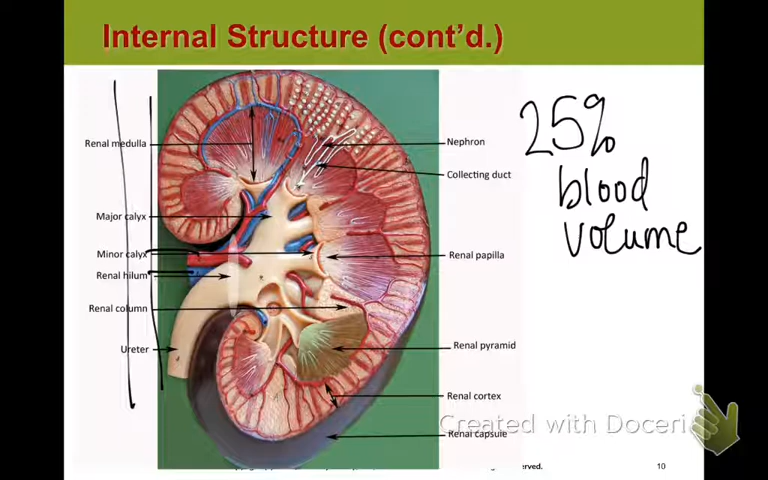 Internal Structure (cont'd.)
25%
blood
volume
Renal medulla
Nephron
Collecting duct
Major calyx
Minor calyx
Renal papilla
Renal hilum
Renal column
Ureter
Renal pyramid
Renal cortex
Created with Doceri
Renal capsule
10